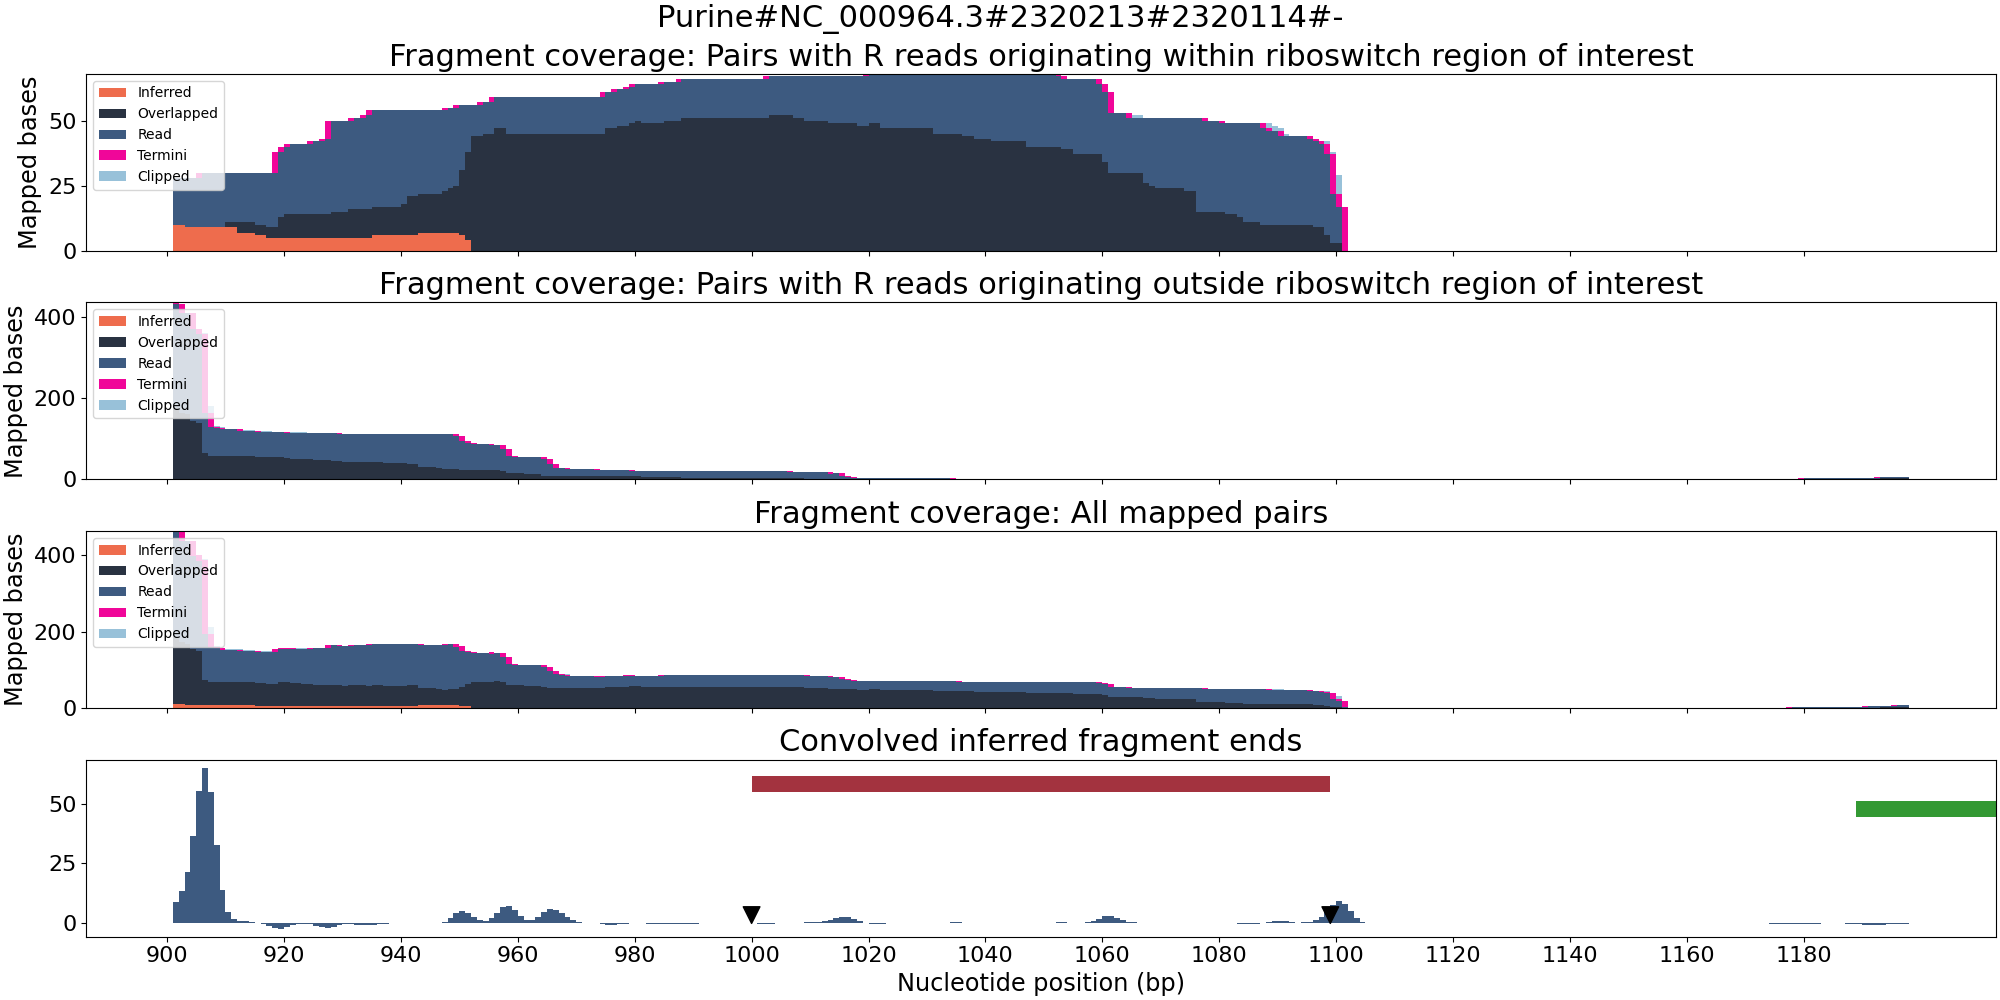 Purine#NC_000964.3#2320213#2320114#-
Fragment coverage: Pairs with R reads originating within riboswitch region of interest
Mapped bases
50
25
0
Inferred
Overlapped
Read
Termini
Clipped
Fragment coverage: Pairs with R reads originating outside riboswitch region of interest
Mapped bases
400
200
0
Inferred
Overlapped
Read
Termini
Clipped
Fragment coverage: All mapped pairs
Mapped bases
400
200
0
Inferred
Overlapped
Read
Termini
Clipped
Convolved inferred fragment ends
50
25
0
900 920 940 960 980 1000 1020 1040 1060 1080 1100 1120 1140 1160 1180
Nucleotide position (bp)